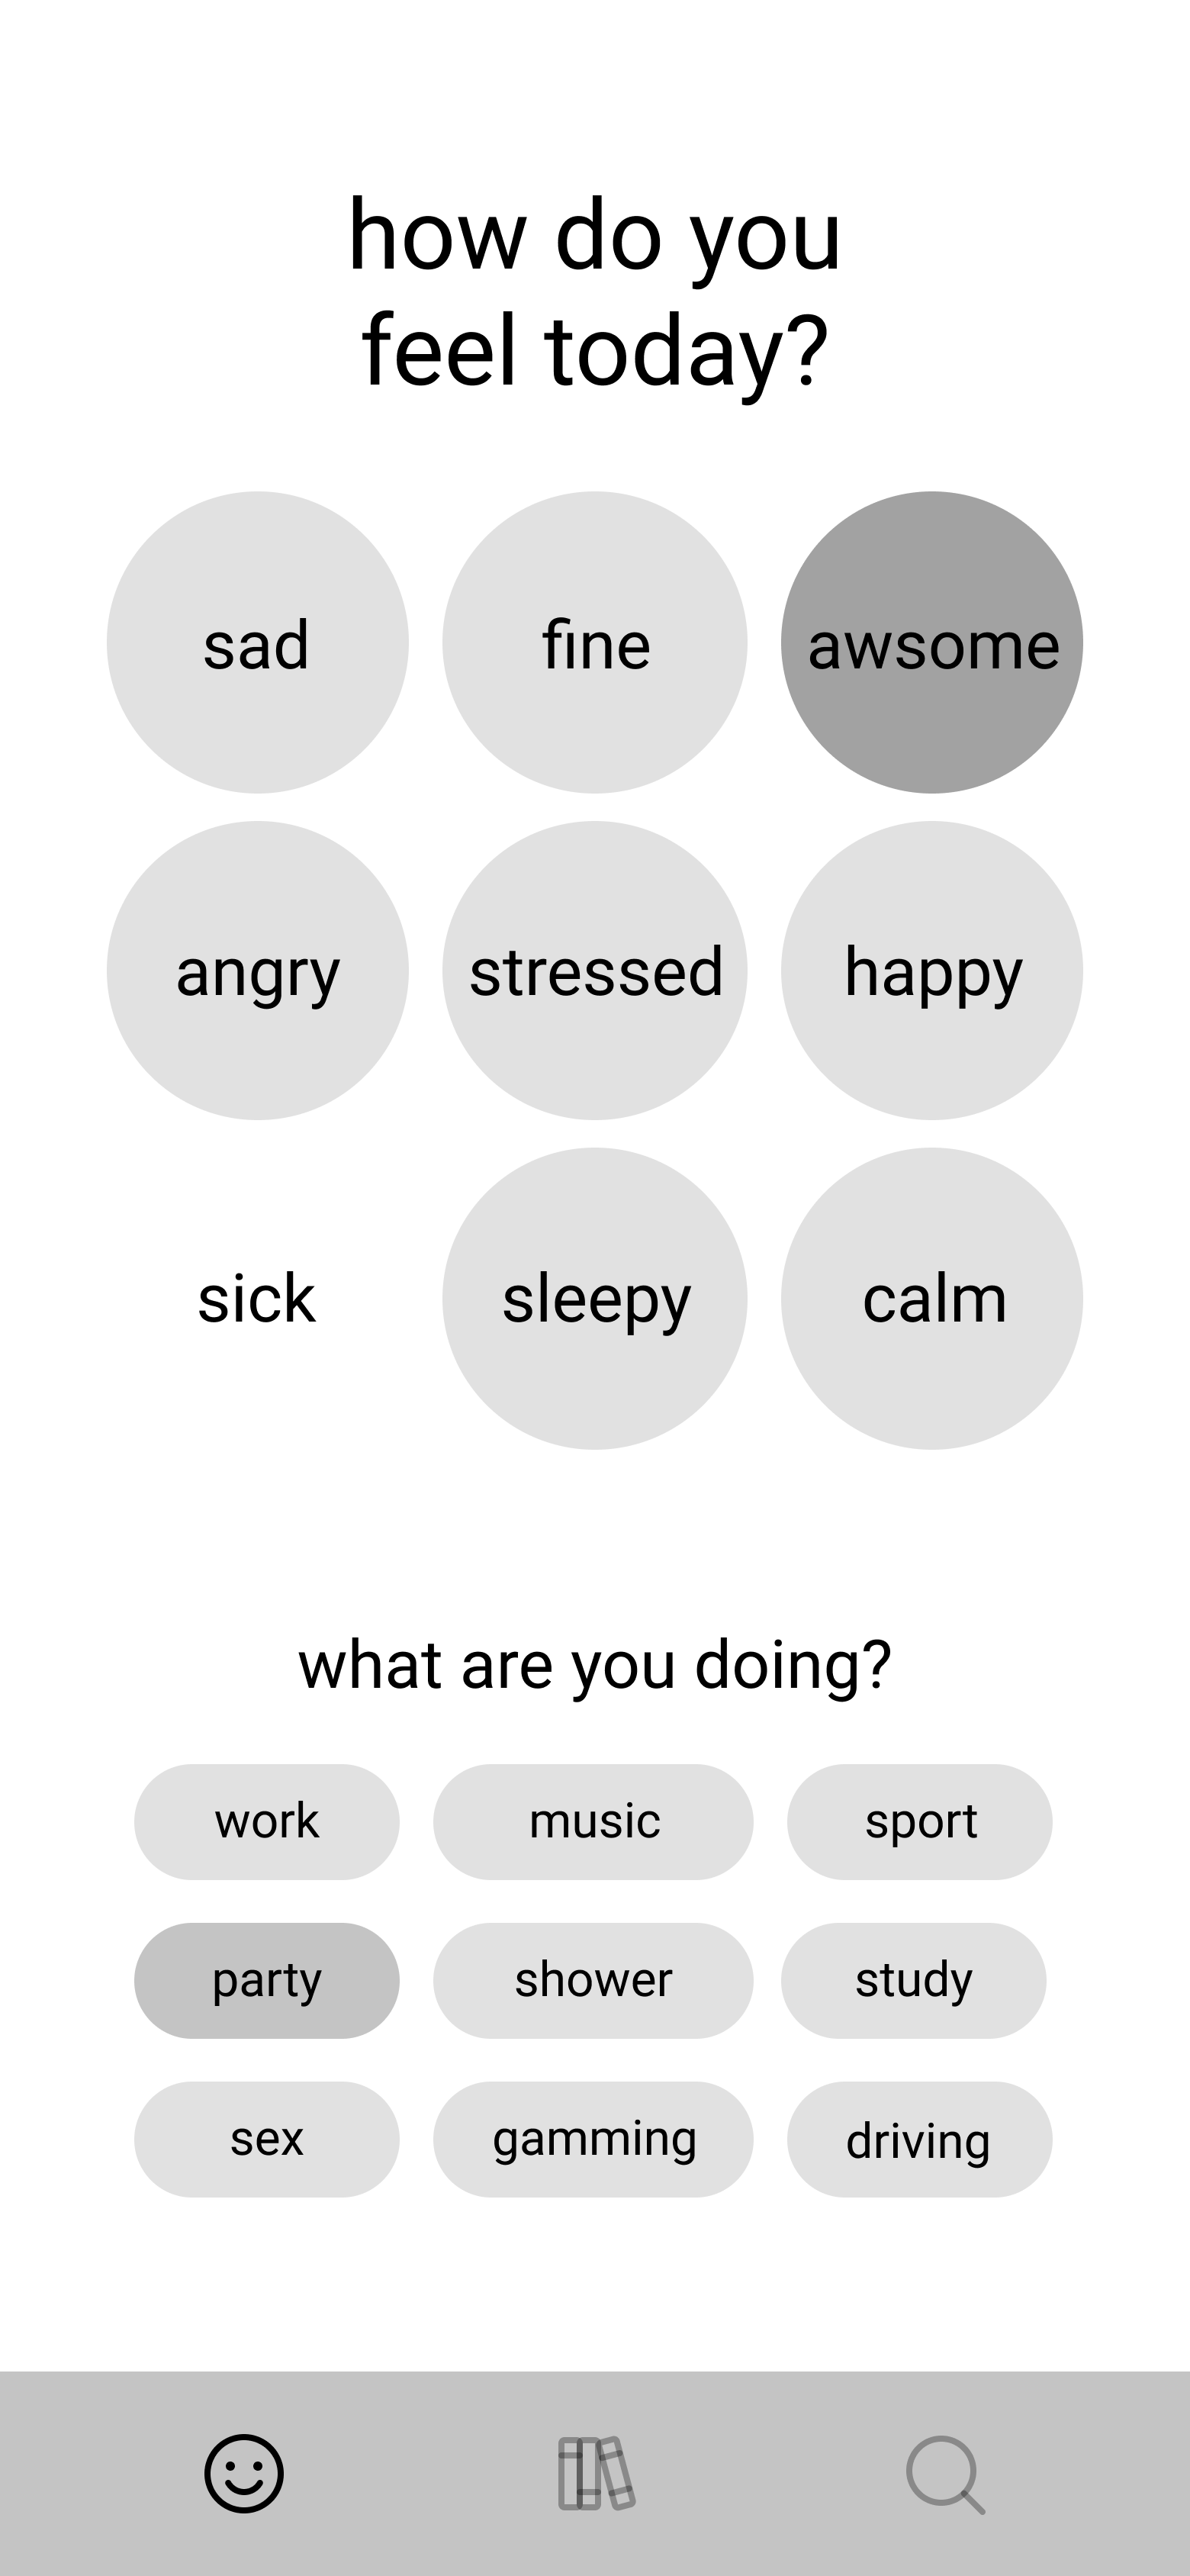 how do you
feel today?
sad fine awsome
angry stressed happy
sick sleepy calm
what are you doing?
work music sport
party shower study
sex gamming driving